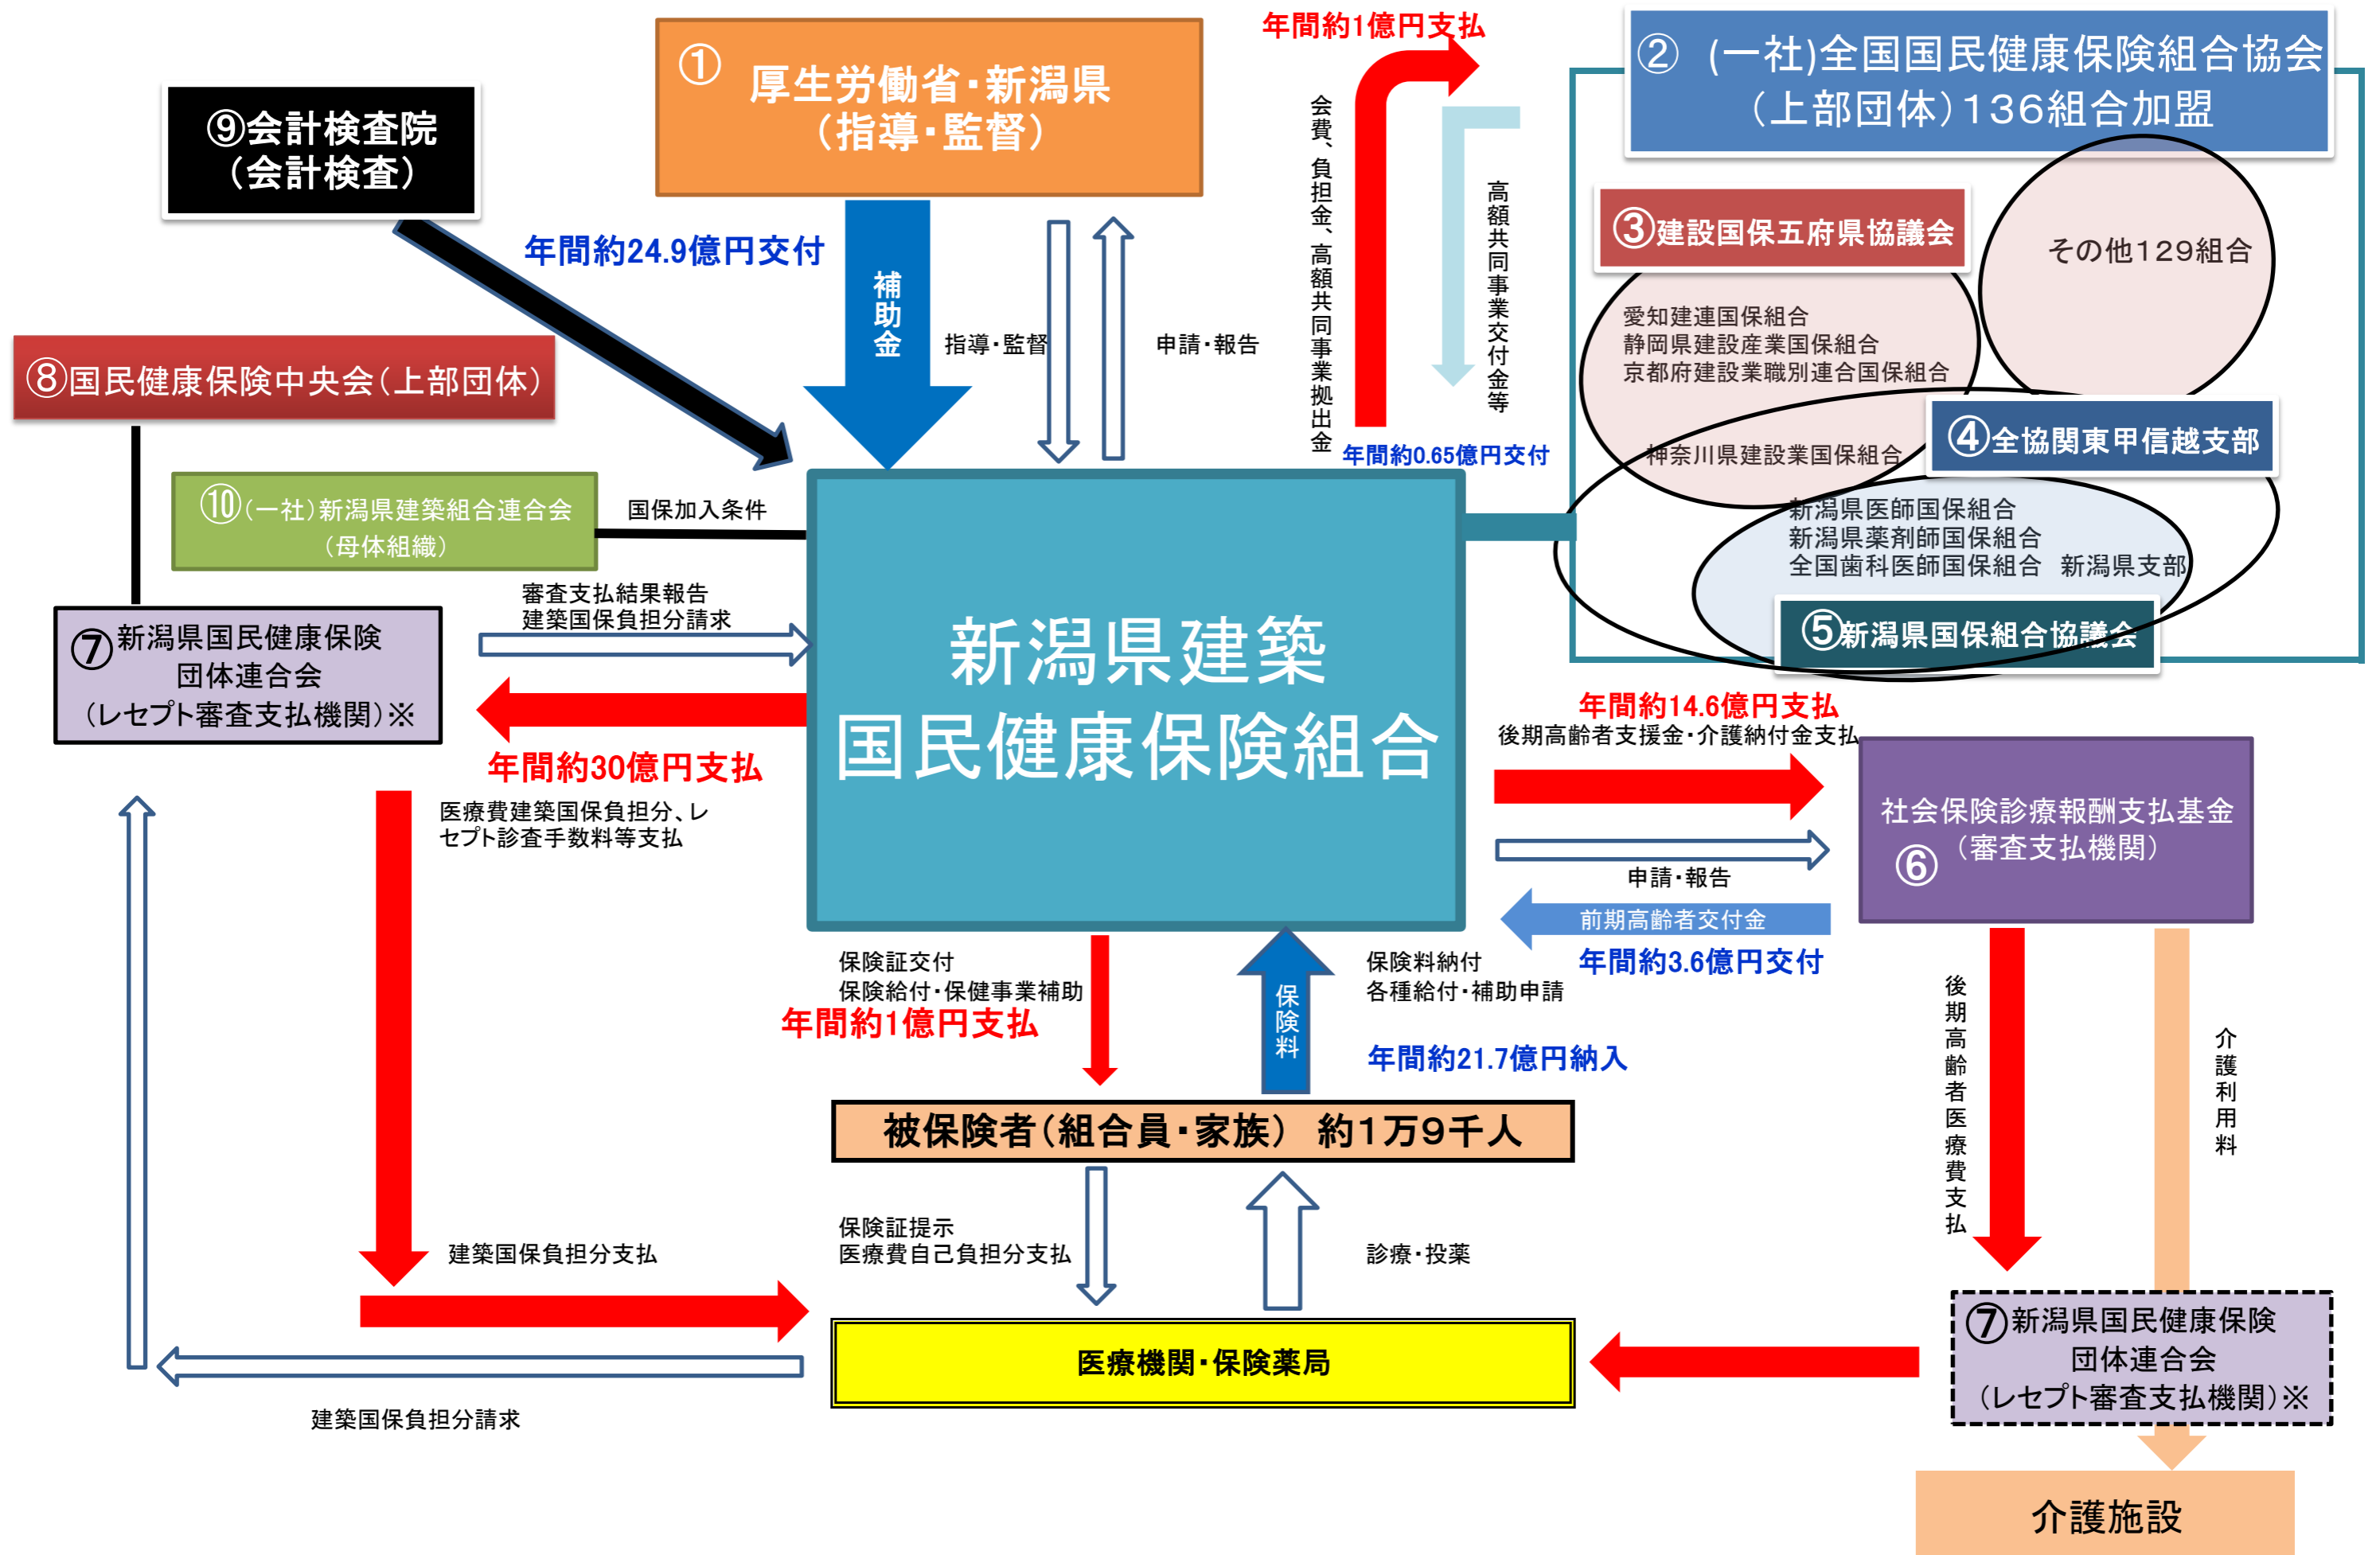 年間約1億円支払
①
厚生労働省・新潟県
（指導・監督）
② (一社)全国国民健康保険組合協会
（上部団体）136組合加盟
⑨会計検査院
（会計検査）
会費、負担金、高額共同事業拠出金
高額共同事業交付金等
年間約0.65億円交付
③建設国保五府県協議会
その他129組合
愛知建連国保組合
静岡県建設産業国保組合
京都府建設業職別連合国保組合
神奈川県建設業国保組合
④全協関東甲信越支部
新潟県医師国保組合
新潟県薬剤師国保組合
全国歯科医師国保組合　新潟県支部
⑤新潟県国保組合協議会
年間約24.9億円交付
補助金
指導・監督
申請・報告
⑧国民健康保険中央会（上部団体）
⑩(一社)新潟県建築組合連合会
（母体組織）
国保加入条件
審査支払結果報告
建築国保負担分請求
⑦新潟県国民健康保険
団体連合会
（レセプト審査支払機関）※
新潟県建築
国民健康保険組合
年間約30億円支払
医療費建築国保負担分、レ
セプト診査手数料等支払
年間約14.6億円支払
後期高齢者支援金・介護納付金支払
社会保険診療報酬支払基金
（審査支払機関）
⑥
申請・報告
前期高齢者交付金
年間約3.6億円交付
保険証交付
保険給付・保健事業補助
年間約1億円支払
保険料
保険料納付
各種給付・補助申請
年間約21.7億円納入
後期高齢者医療費支払
介護利用料
被保険者（組合員・家族）　約1万9千人
保険証提示
医療費自己負担分支払
診療・投薬
建築国保負担分支払
医療機関・保険薬局
建築国保負担分請求
⑦新潟県国民健康保険
団体連合会
（レセプト審査支払機関）※
介護施設